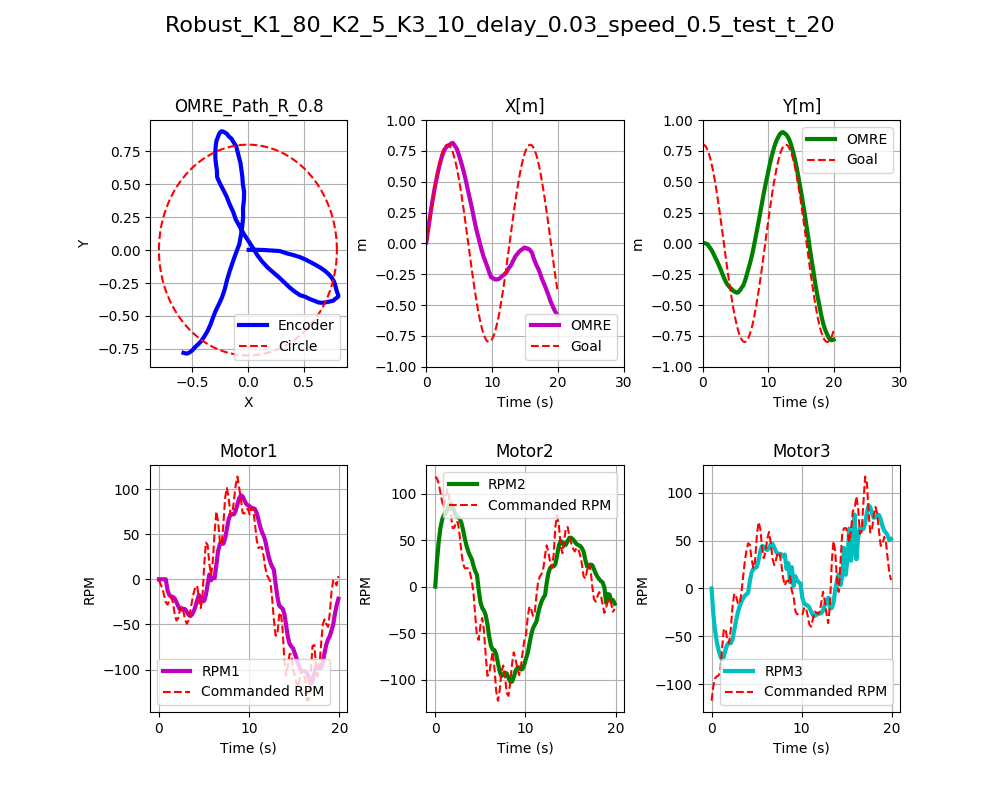 Robust_K1_80_K2_5_K3_10_delay_0.03_speed_0.5_test_t_20
OMRE_Path_R_0.8
0.75
0.50
0.25
0.00
−0.25
−0.50
−0.75
Y
−0.5 0.0 0.5
X
Encoder
Circle
X[m]
1.00
0.75
0.50
0.25
0.00
−0.25
−0.50
−0.75
−1.00
m
0 10 20 30
Time (s)
OMRE
Goal
Y[m]
1.00
0.75
0.50
0.25
0.00
−0.25
−0.50
−0.75
−1.00
m
0 10 20 30
Time (s)
OMRE
Goal
Motor1
100
50
0
−50
−100
RPM
0 10 20
Time (s)
RPM1
Commanded RPM
Motor2
100
50
0
−50
−100
RPM
0 10 20
Time (s)
RPM2
Commanded RPM
Motor3
100
50
0
−50
−100
RPM
0 10 20
Time (s)
RPM3
Commanded RPM